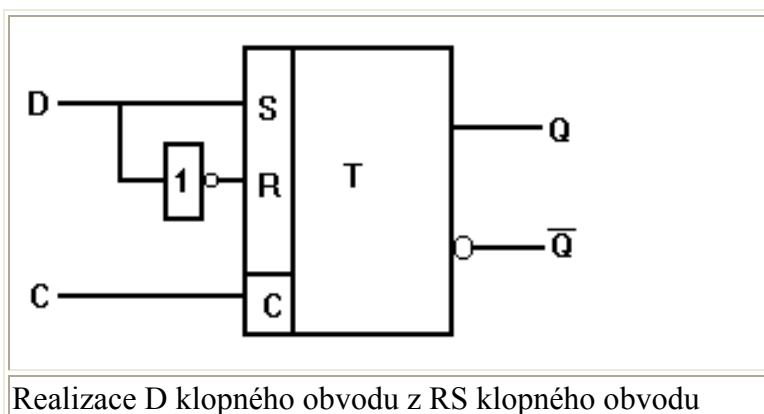 D
S
Q
1
R
T
Q
C
C
Realizace D klopného obvodu z RS klopného obvodu